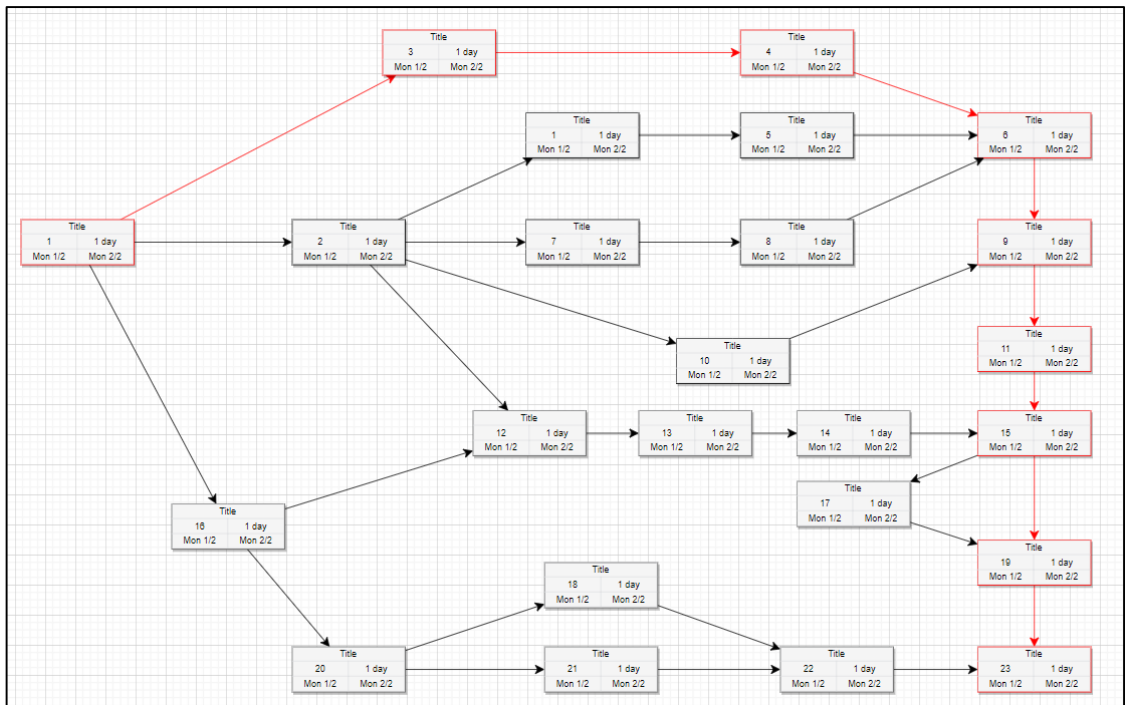 Title
3 1 day
Mon 1/2 Mon 2/2
Title
4 1 day
Mon 1/2 Mon 2/2
Title
1 1 day
Mon 1/2 Mon 2/2
Title
5 1 day
Mon 1/2 Mon 2/2
Title
6 1 day
Mon 1/2 Mon 2/2
Title
1 1 day
Mon 1/2 Mon 2/2
Title
2 1 day
Mon 1/2 Mon 2/2
Title
7 1 day
Mon 1/2 Mon 2/2
Title
8 1 day
Mon 1/2 Mon 2/2
Title
9 1 day
Mon 1/2 Mon 2/2
Title
10 1 day
Mon 1/2 Mon 2/2
Title
11 1 day
Mon 1/2 Mon 2/2
Title
12 1 day
Mon 1/2 Mon 2/2
Title
13 1 day
Mon 1/2 Mon 2/2
Title
14 1 day
Mon 1/2 Mon 2/2
Title
15 1 day
Mon 1/2 Mon 2/2
Title
17 1 day
Mon 1/2 Mon 2/2
Title
16 1 day
Mon 1/2 Mon 2/2
Title
19 1 day
Mon 1/2 Mon 2/2
Title
18 1 day
Mon 1/2 Mon 2/2
Title
20 1 day
Mon 1/2 Mon 2/2
Title
21 1 day
Mon 1/2 Mon 2/2
Title
22 1 day
Mon 1/2 Mon 2/2
Title
23 1 day
Mon 1/2 Mon 2/2